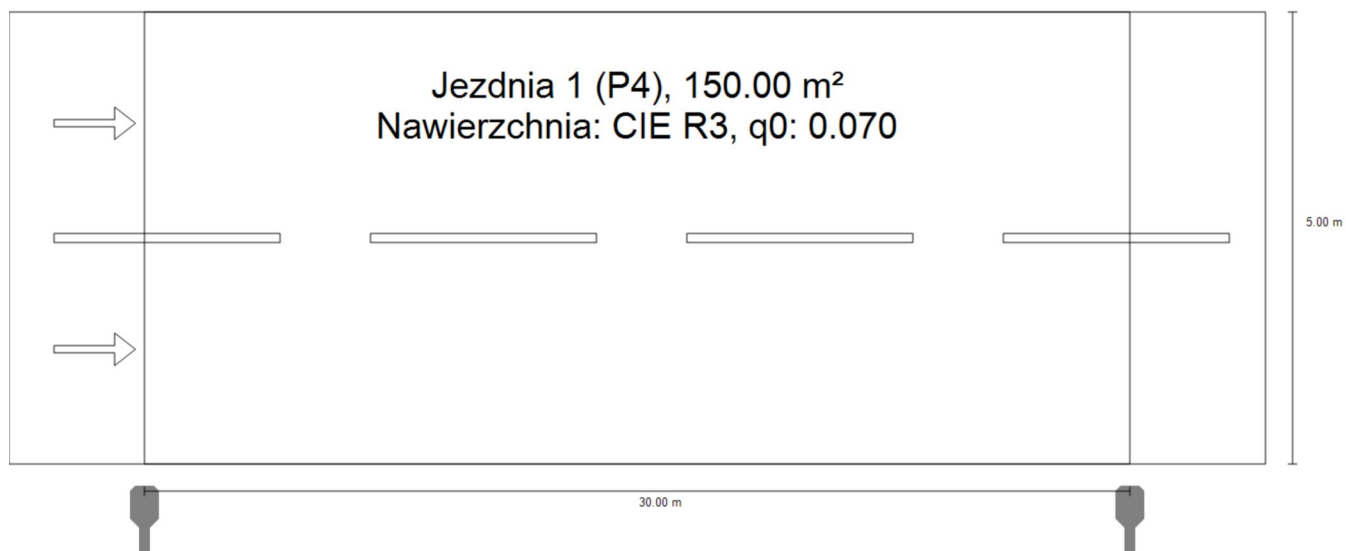 Jezdnia 1 (P4), 150.00 m²
Nawierzchnia: CIE R3, q0: 0.070
5.00 m
30.00 m